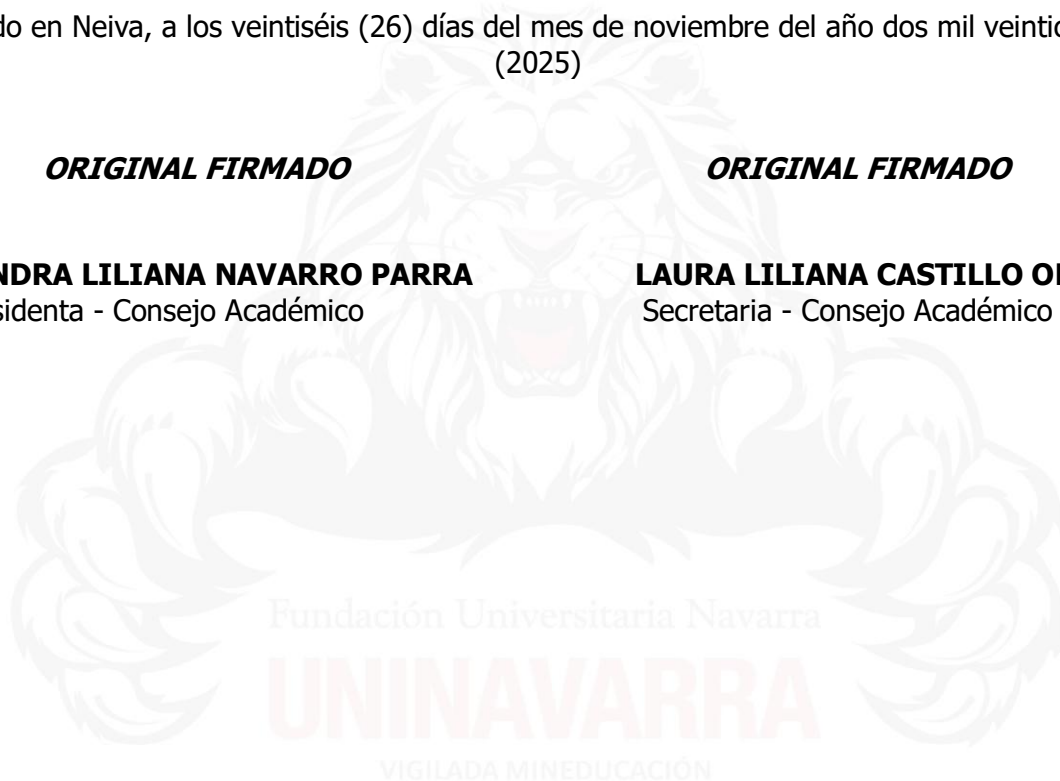 do en Neiva, a los veintiséis (26) días del mes de noviembre del año dos mil veintic
(2025)
ORIGINAL FIRMADO ORIGINAL FIRMADO
NDRA LILIANA NAVARRO PARRA LAURA LILIANA CASTILLO O
sidenta - Consejo Académico Secretaria - Consejo Académico
Fundación Universitaria Navarra
UNINAVARRA
VIGILADA MINEDUCACIÓN